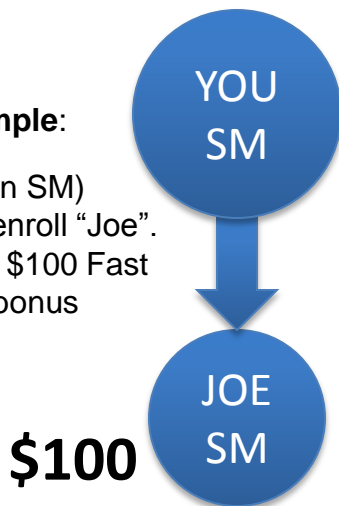 YOU
SM
mple:
n SM)
enroll “Joe”.
$100 Fast
bonus
JOE
SM
$100